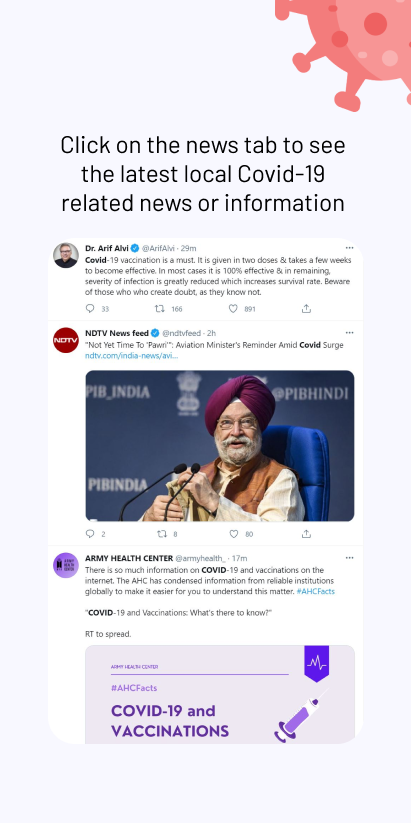 Click on the news tab to see
the latest local Covid-19
related news or information
Dr. Arif Alvi @ArifAlvi · 29m
Covid-19 vaccination is a must. It is given in two doses & takes a few weeks
to become effective. In most cases it is 100% effective & in remaining,
severity of infection is greatly reduced which increases survival rate. Beware
of those who who create doubt, as they know not.
33 166 891
NDTV
NDTV News feed @ndtvfeed · 2h
"Not Yet Time To 'Pawri'": Aviation Minister's Reminder Amid Covid Surge
ndtv.com/india-news/avi...
PIB_INDIA
@PIBHINDI
PIBINDIA
2 8 80
ARMY HEALTH CENTER @armyhealth_ · 17m
There is so much information on COVID-19 and vaccinations on the
internet. The AHC has condensed information from reliable institutions
globally to make it easier for you to understand this matter. #AHCFacts
"COVID-19 and Vaccinations: What's there to know?"
RT to spread.
ARMY HEALTH CENTER
#AHCFacts
COVID-19 and
VACCINATIONS